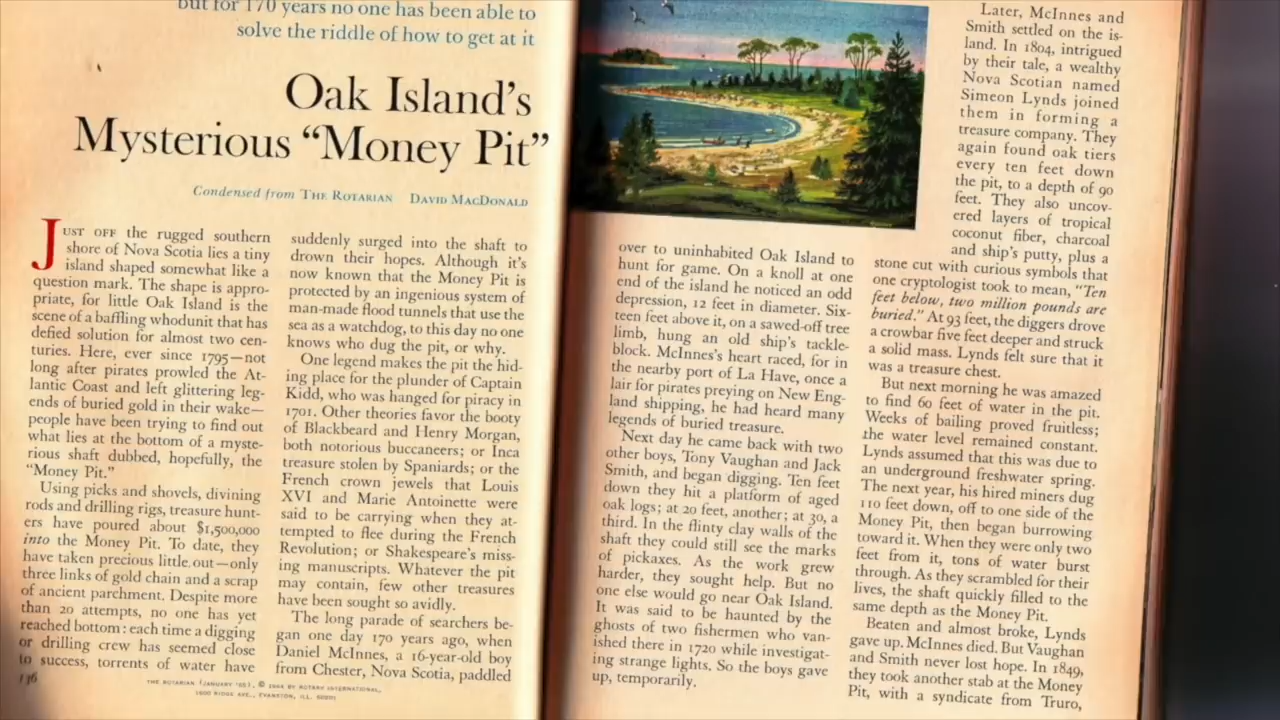 but for 170 years no one has been able to
solve the riddle of how to get at it
Oak Island's
Mysterious “Money Pit”
Condensed from THE ROTARIAN DAVID MACDONALD
JUST OFF the rugged southern
shore of Nova Scotia lies a tiny
island shaped somewhat like a
question mark. The shape is appro-
priate, for little Oak Island is the
scene of a baffling whodunit that has
defied solution for almost two cen-
turies. Here, ever since 1795—not
long after pirates prowled the At-
lantic Coast and left glittering leg-
ends of buried gold in their wake—
people have been trying to find out
what lies at the bottom of a myste-
rious shaft dubbed, hopefully, the
“Money Pit.”
Using picks and shovels, divining
rods and drilling rigs, treasure hunt-
ers have poured about $1,500,000
into the Money Pit. To date, they
have taken precious little out—only
three links of gold chain and a scrap
of ancient parchment. Despite more
than 20 attempts, no one has yet
reached bottom: each time a digging
or drilling crew has seemed close
to success, torrents of water have
136
suddenly surged into the shaft to
drown their hopes. Although it's
now known that the Money Pit is
protected by an ingenious system of
man-made flood tunnels that use the
sea as a watchdog, to this day no one
knows who dug the pit, or why.
One legend makes the pit the hid-
ing place for the plunder of Captain
Kidd, who was hanged for piracy in
1701. Other theories favor the booty
of Blackbeard and Henry Morgan,
both notorious buccaneers; or Inca
treasure stolen by Spaniards; or the
French crown jewels that Louis
XVI and Marie Antoinette were
said to be carrying when they at-
tempted to flee during the French
Revolution; or Shakespeare's miss-
ing manuscripts. Whatever the pit
may contain, few other treasures
have been sought so avidly.
The long parade of searchers be-
gan one day 170 years ago, when
Daniel McInnes, a 16-year-old boy
from Chester, Nova Scotia, paddled
THE ROTARIAN (JANUARY '65), © BY ROTARY INTERNATIONAL,
1600 RIDGE AVE., EVANSTON, ILL.
over to uninhabited Oak Island to
hunt for game. On a knoll at one
end of the island he noticed an odd
depression, 12 feet in diameter. Six-
teen feet above it, on a sawed-off tree
limb, hung an old ship's tackle-
block. McInnes's heart raced, for in
the nearby port of La Have, once a
lair for pirates preying on New Eng-
land shipping, he had heard many
legends of buried treasure.
Next day he came back with two
other boys, Tony Vaughan and Jack
Smith, and began digging. Ten feet
down they hit a platform of aged
oak logs; at 20 feet, another; at 30, a
third. In the flinty clay walls of the
shaft they could still see the marks
of pickaxes. As the work grew
harder, they sought help. But no
one else would go near Oak Island.
It was said to be haunted by the
ghosts of two fishermen who van-
ished there in 1720 while investigat-
ing strange lights. So the boys gave
up, temporarily.
Later, McInnes and
Smith settled on the is-
land. In 1804, intrigued
by their tale, a wealthy
Nova Scotian named
Simeon Lynds joined
them in forming a
treasure company. They
again found oak tiers
every ten feet down
the pit, to a depth of 90
feet. They also uncov-
ered layers of tropical
coconut fiber, charcoal
and ship's putty, plus a
stone cut with curious symbols that
one cryptologist took to mean, “Ten
feet below, two million pounds are
buried.” At 93 feet, the diggers drove
a crowbar five feet deeper and struck
a solid mass. Lynds felt sure that it
was a treasure chest.
But next morning he was amazed
to find 60 feet of water in the pit.
Weeks of bailing proved fruitless;
the water level remained constant.
Lynds assumed that this was due to
an underground freshwater spring.
The next year, his hired miners dug
110 feet down, off to one side of the
Money Pit, then began burrowing
toward it. When they were only two
feet from it, tons of water burst
through. As they scrambled for their
lives, the shaft quickly filled to the
same depth as the Money Pit.
Beaten and almost broke, Lynds
gave up. McInnes died. But Vaughan
and Smith never lost hope. In 1849,
they took another stab at the Money
Pit, with a syndicate from Truro,